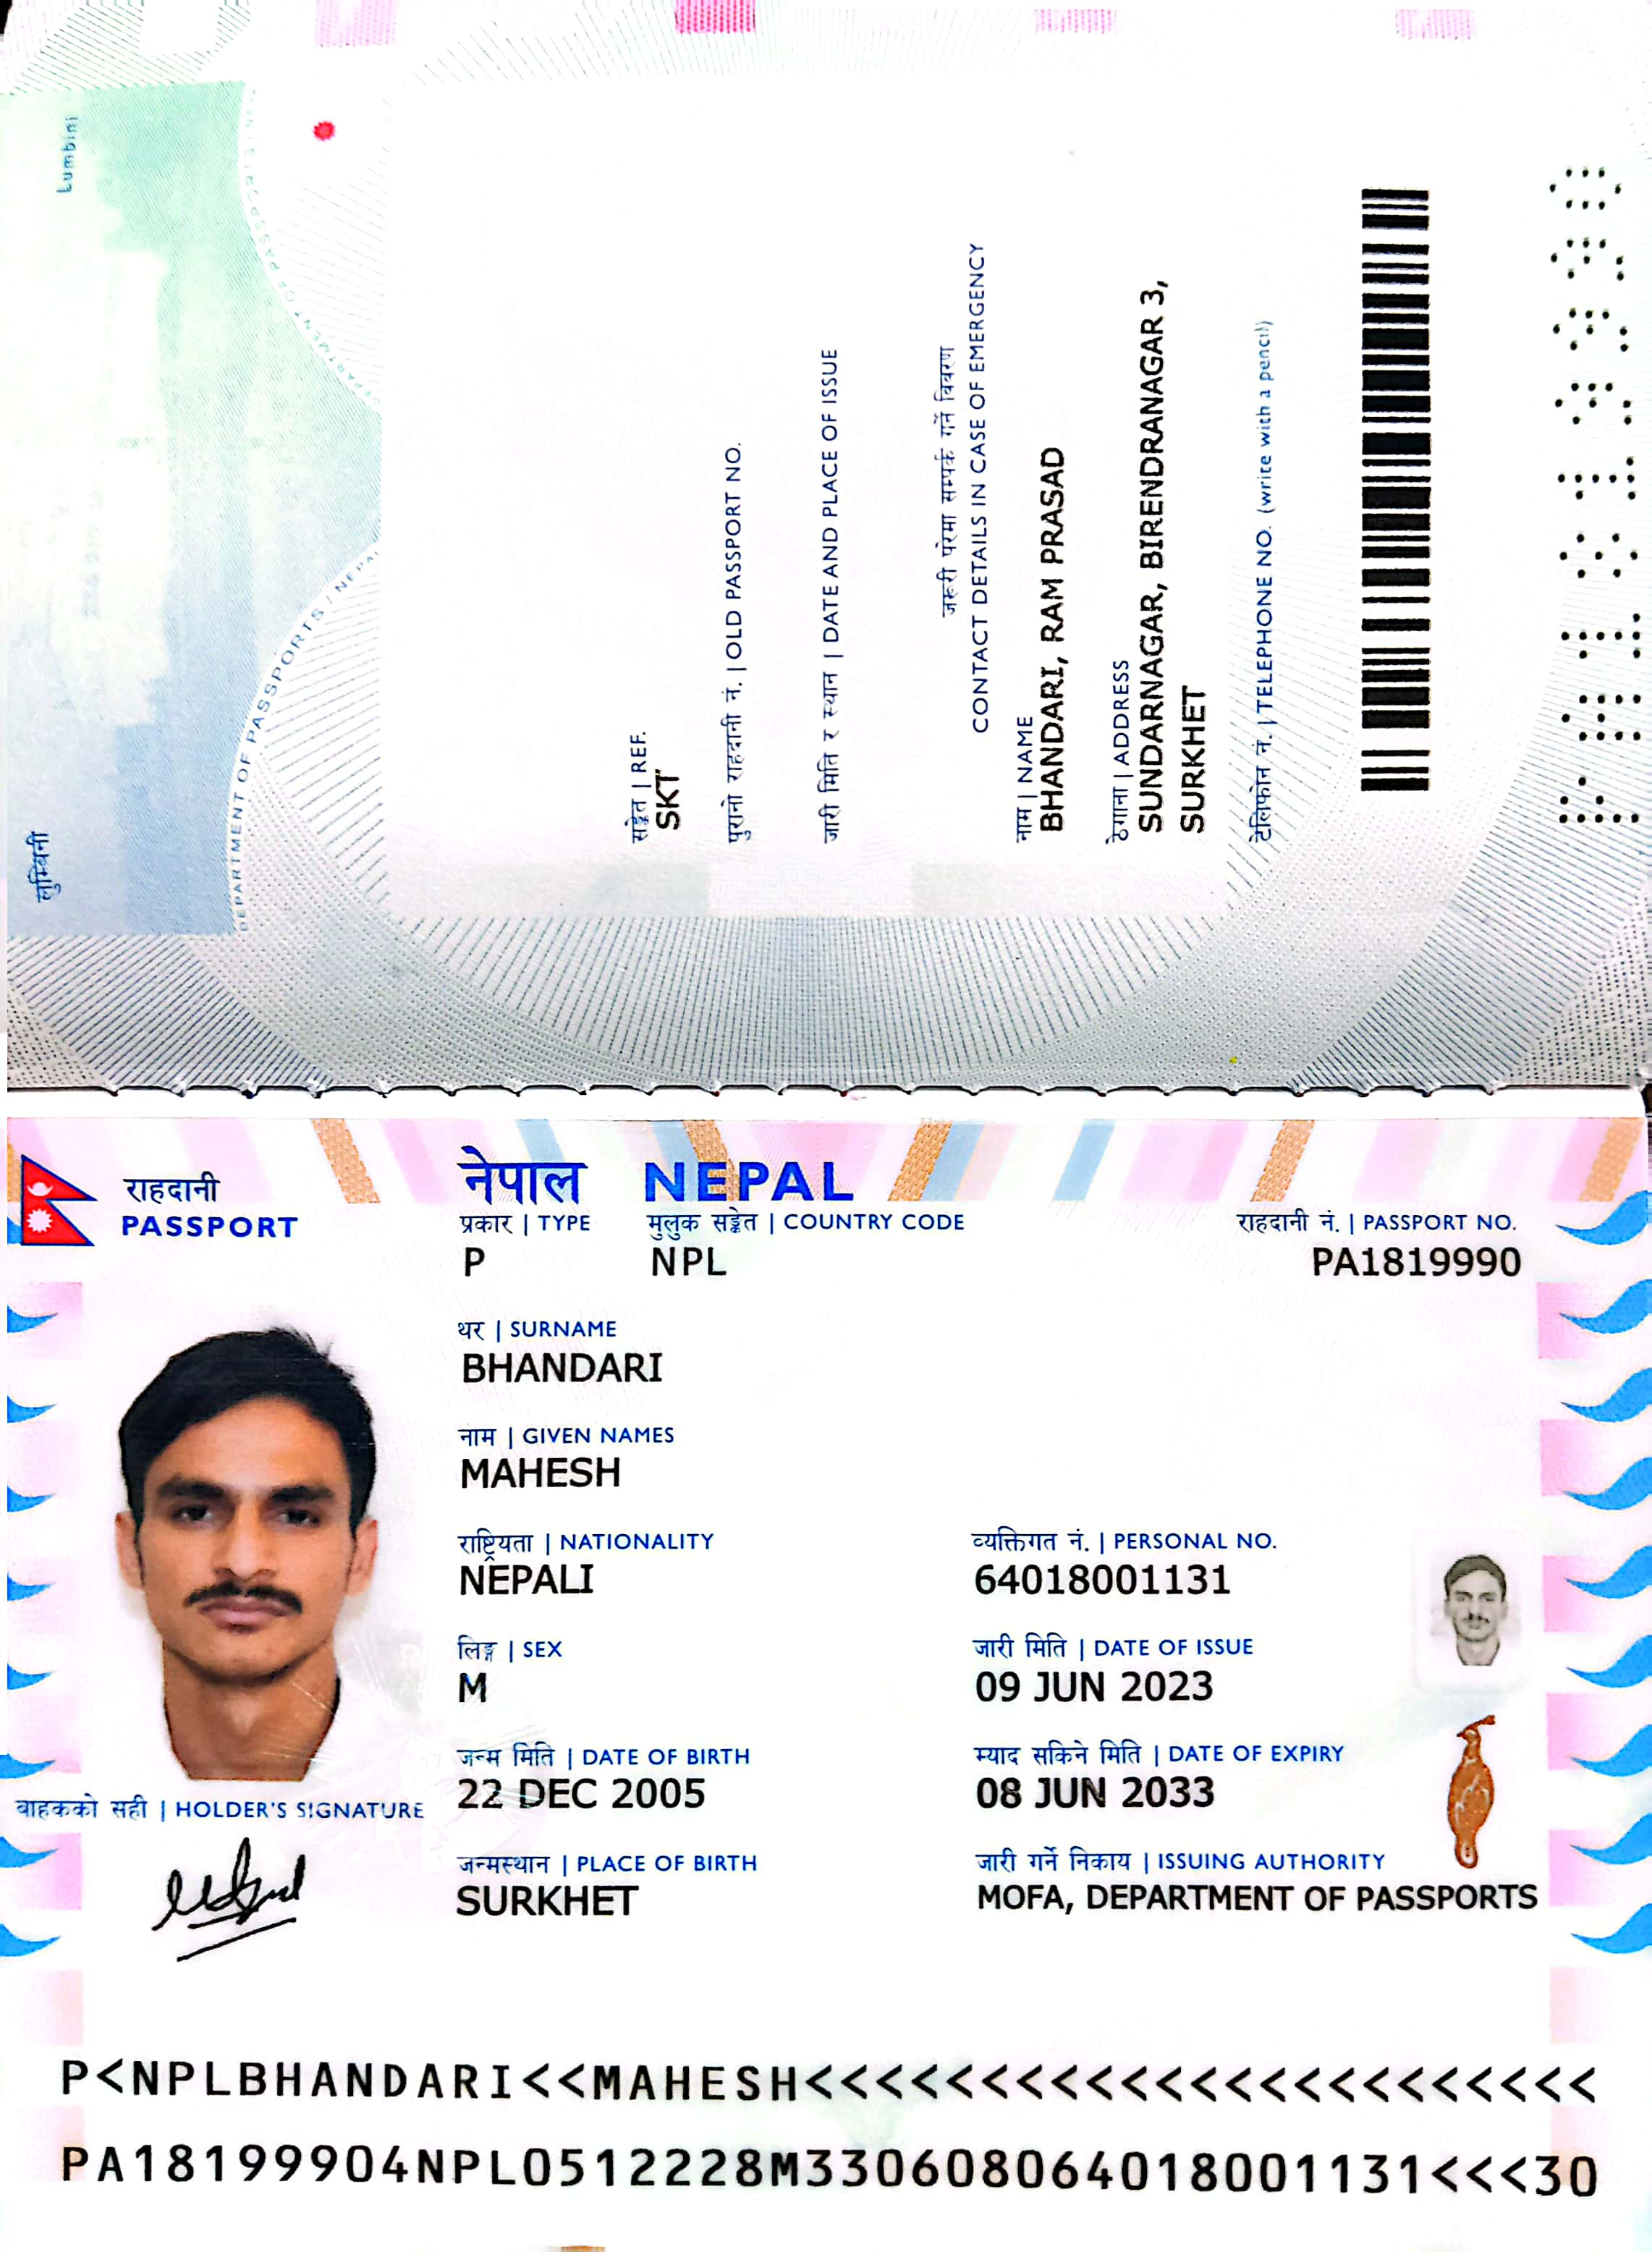 Lumbini
लुम्बिनी
DEPARTMENT OF PASSPORTS / NEPAL
सङ्केत | REF.
SKT
पुरानो राहदानी नं. | OLD PASSPORT NO.
जारी मिति र स्थान | DATE AND PLACE OF ISSUE
जरूरी परेमा सम्पर्क गर्ने विवरण
CONTACT DETAILS IN CASE OF EMERGENCY
नाम | NAME
BHANDARI, RAM PRASAD
ठेगाना | ADDRESS
SUNDARNAGAR, BIRENDRANAGAR 3,
SURKHET
टेलिफोन नं. | TELEPHONE NO. (write with a pencil)
PA1819990
राहदानी
PASSPORT
नेपाल NEPAL
प्रकार | TYPE मुलुक सङ्केत | COUNTRY CODE राहदानी नं. | PASSPORT NO.
P NPL PA1819990
थर | SURNAME
BHANDARI
नाम | GIVEN NAMES
MAHESH
राष्ट्रियता | NATIONALITY व्यक्तिगत नं. | PERSONAL NO.
NEPALI 64018001131
लिङ्ग | SEX जारी मिति | DATE OF ISSUE
M 09 JUN 2023
जन्म मिति | DATE OF BIRTH म्याद सकिने मिति | DATE OF EXPIRY
22 DEC 2005 08 JUN 2033
वाहकको सही | HOLDER'S SIGNATURE
जन्मस्थान | PLACE OF BIRTH जारी गर्ने निकाय | ISSUING AUTHORITY
SURKHET MOFA, DEPARTMENT OF PASSPORTS
P<NPLBHANDARI<<MAHESH<<<<<<<<<<<<<<<<<<<<<<<
PA18199904NPL0512228M330608064018001131<<<30